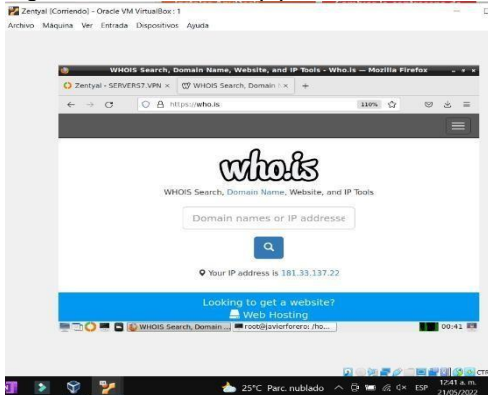 Zentyal [Corriendo] - Oracle VM VirtualBox : 1
Archivo Máquina Ver Entrada Dispositivos Ayuda
WHOIS Search, Domain Name, Website, and IP Tools - Who.is — Mozilla Firefox
Zentyal - SERVERS7.VPN × WHOIS Search, Domain × +
https://who.is 110%
who.is
WHOIS Search, Domain Name, Website, and IP Tools
Domain names or IP addresse
Your IP address is 181.33.137.22
Looking to get a website?
Web Hosting
WHOIS Search, Domain ... root@javierforero: /ho... 00:41
CTR
25°C Parc. nublado ESP 12:41 a. m.
21/05/2022